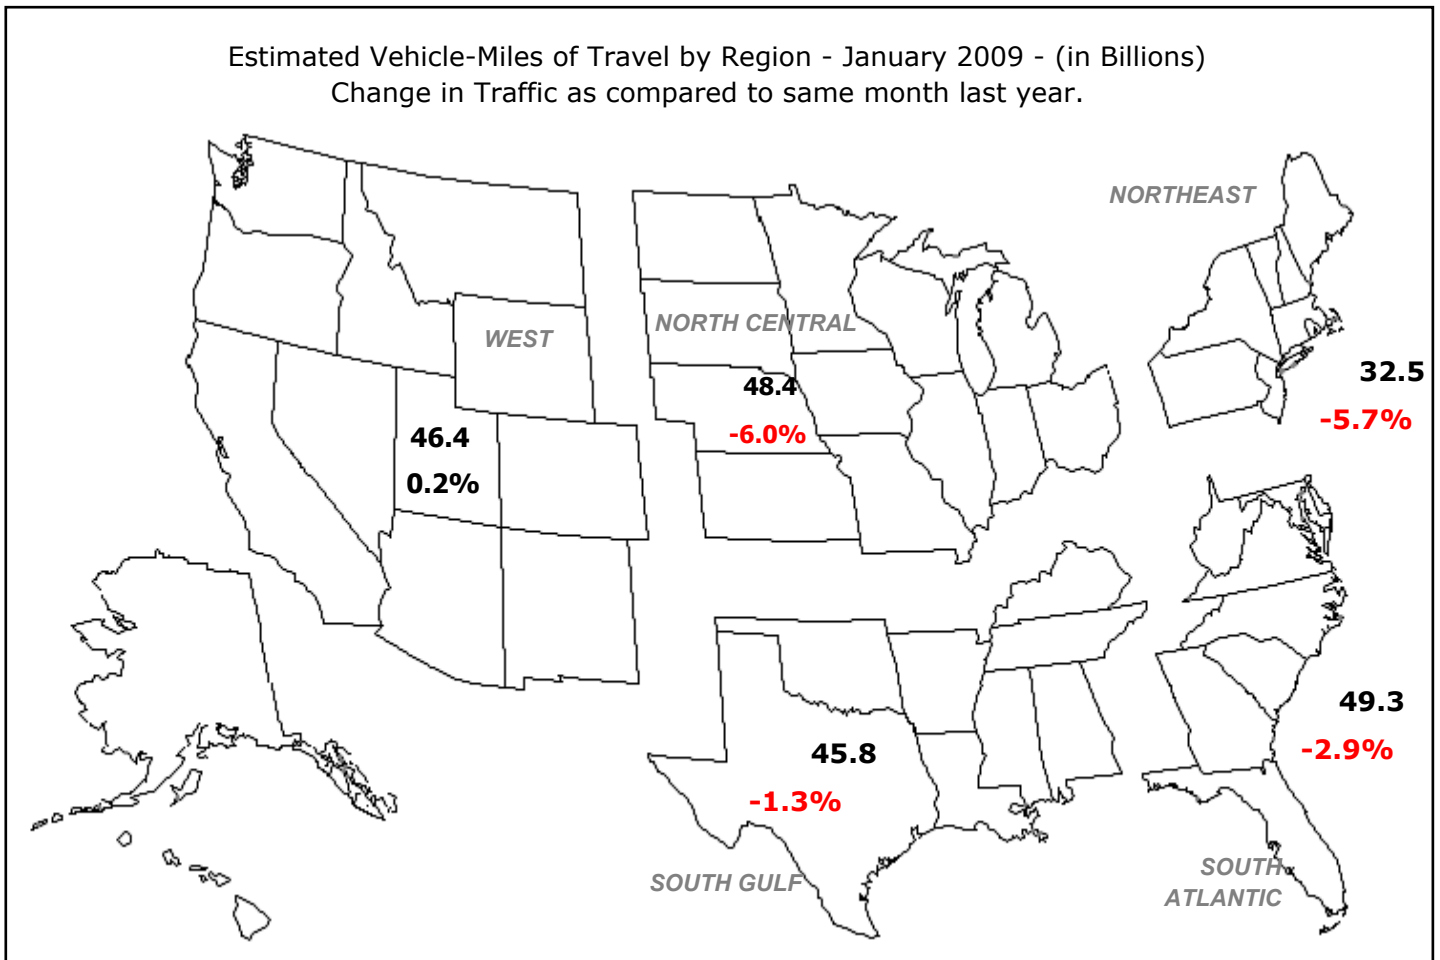 Estimated Vehicle-Miles of Travel by Region - January 2009 - (in Billions)
Change in Traffic as compared to same month last year.
NORTHEAST
WEST
NORTH CENTRAL
32.5
-5.7%
48.4
-6.0%
46.4
0.2%
49.3
-2.9%
45.8
-1.3%
SOUTH GULF
SOUTH
ATLANTIC